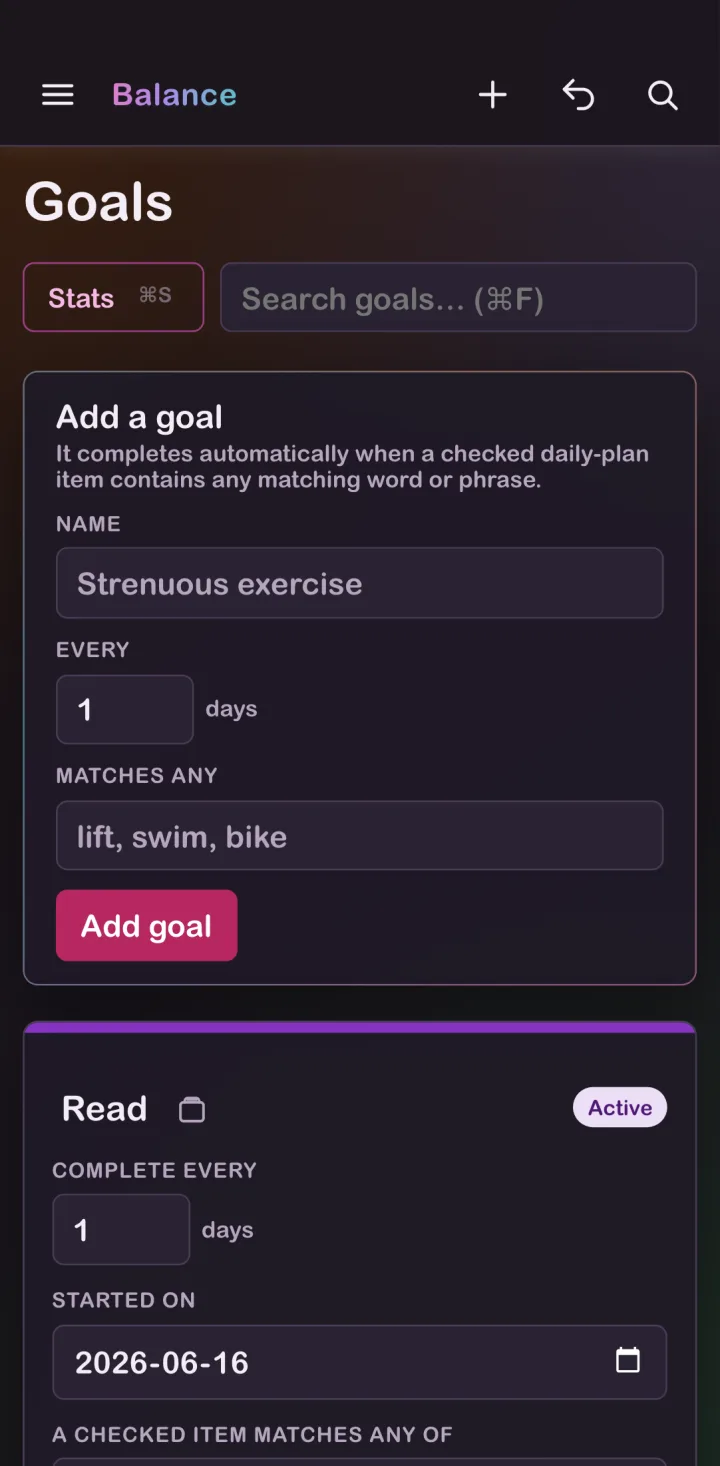 Balance
Goals
Stats ⌘S
Search goals... (⌘F)
Add a goal
It completes automatically when a checked daily-plan
item contains any matching word or phrase.
NAME
Strenuous exercise
EVERY
1 days
MATCHES ANY
lift, swim, bike
Add goal
Read
Active
COMPLETE EVERY
1 days
STARTED ON
2026-06-16
A CHECKED ITEM MATCHES ANY OF